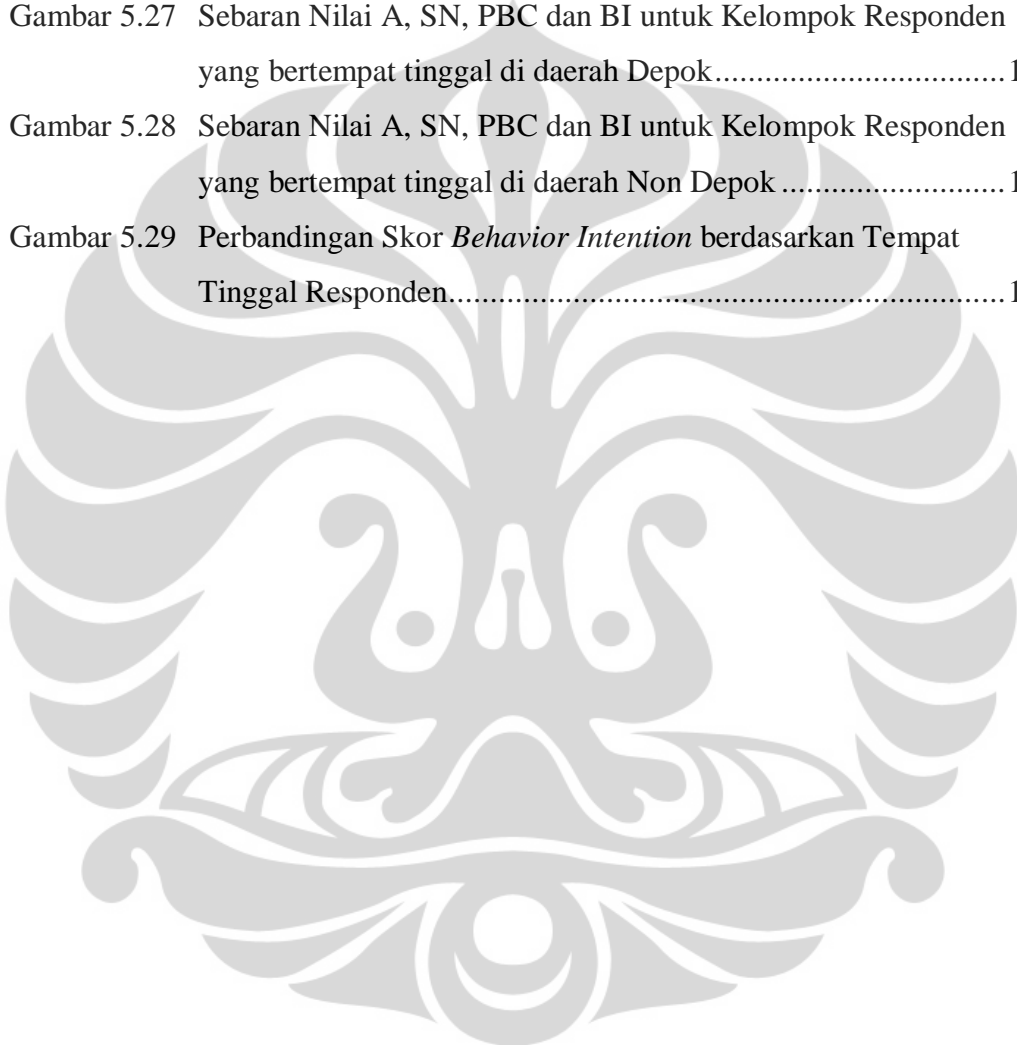 Gambar 5.27 Sebaran Nilai A, SN, PBC dan BI untuk Kelompok Responden
yang bertempat tinggal di daerah Depok.................................. 1
Gambar 5.28 Sebaran Nilai A, SN, PBC dan BI untuk Kelompok Responden
yang bertempat tinggal di daerah Non Depok .......................... 1
Gambar 5.29 Perbandingan Skor Behavior Intention berdasarkan Tempat
Tinggal Responden................................................................. 1